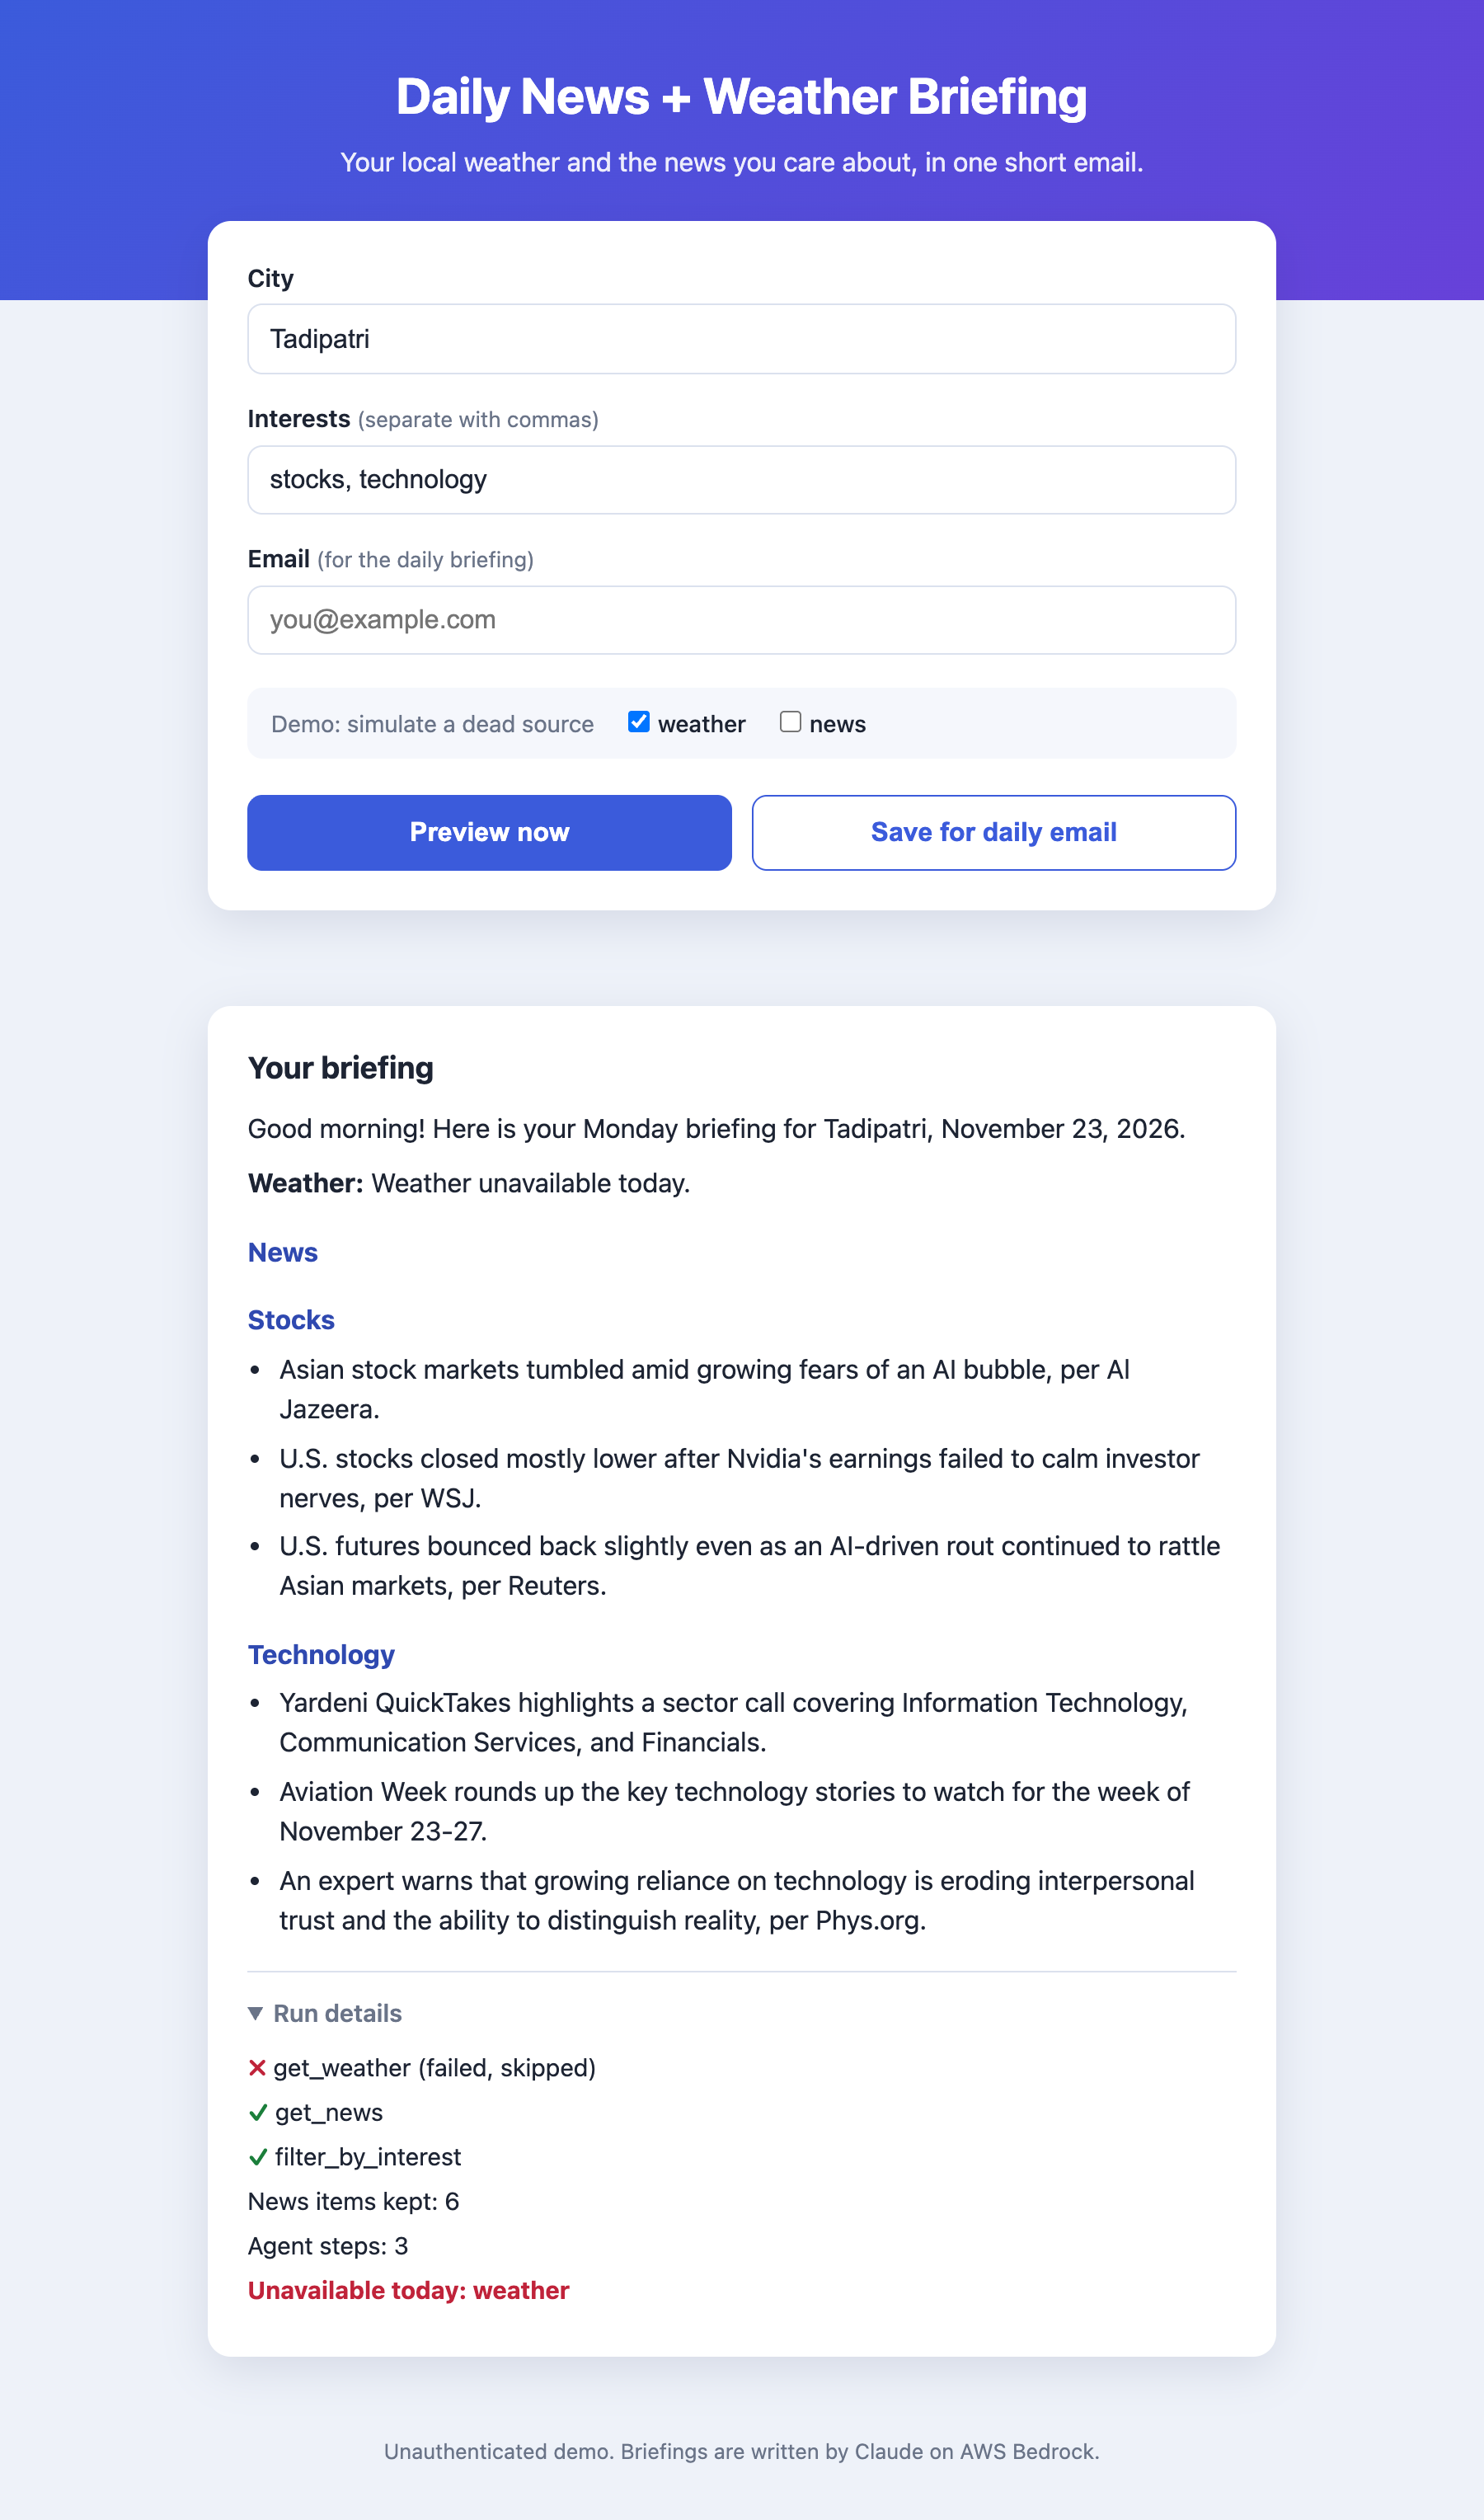 Daily News + Weather Briefing
Your local weather and the news you care about, in one short email.
City
Tadipatri
Interests (separate with commas)
stocks, technology
Email (for the daily briefing)
you@example.com
Demo: simulate a dead source weather news
Preview now Save for daily email
Your briefing
Good morning! Here is your Monday briefing for Tadipatri, November 23, 2026.
Weather: Weather unavailable today.
News
Stocks
• Asian stock markets tumbled amid growing fears of an AI bubble, per Al
Jazeera.
• U.S. stocks closed mostly lower after Nvidia's earnings failed to calm investor
nerves, per WSJ.
• U.S. futures bounced back slightly even as an AI-driven rout continued to rattle
Asian markets, per Reuters.
Technology
• Yardeni QuickTakes highlights a sector call covering Information Technology,
Communication Services, and Financials.
• Aviation Week rounds up the key technology stories to watch for the week of
November 23-27.
• An expert warns that growing reliance on technology is eroding interpersonal
trust and the ability to distinguish reality, per Phys.org.
▼ Run details
✗ get_weather (failed, skipped)
✓ get_news
✓ filter_by_interest
News items kept: 6
Agent steps: 3
Unavailable today: weather
Unauthenticated demo. Briefings are written by Claude on AWS Bedrock.